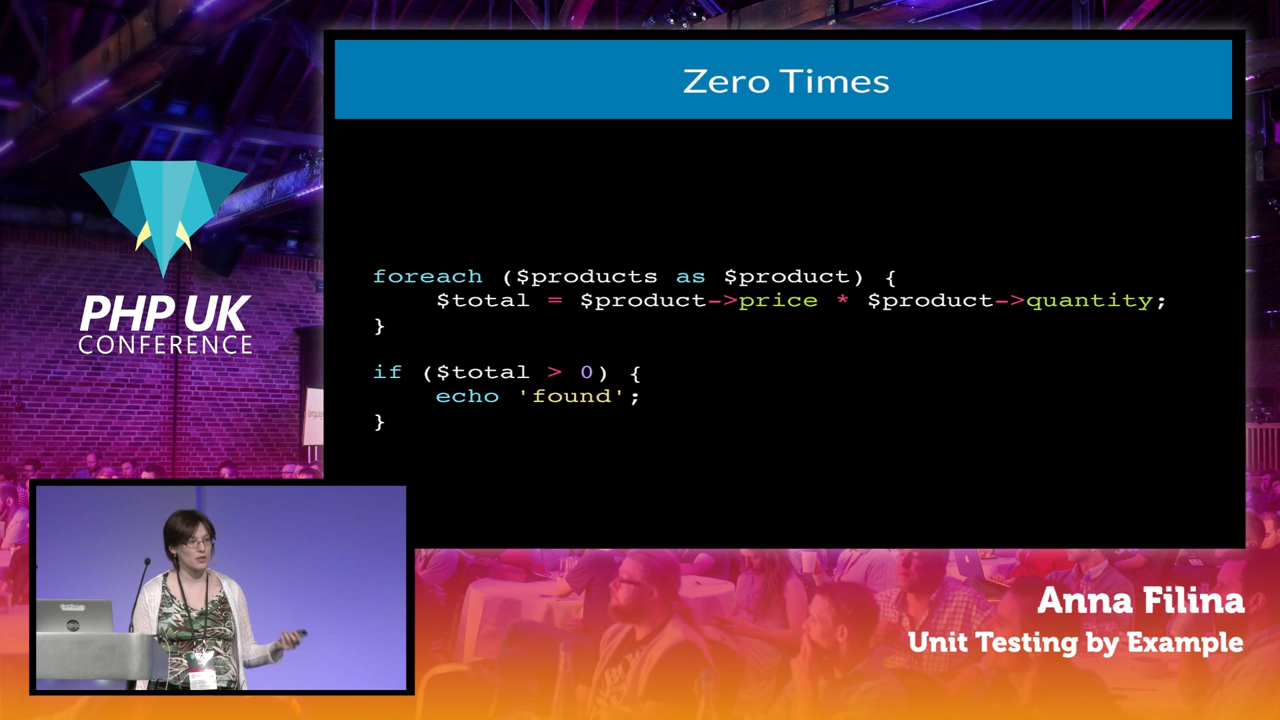 Zero Times
foreach ($products as $product) {
    $total = $product->price * $product->quantity;
}
if ($total > 0) {
    echo 'found';
}
PHP UK
CONFERENCE
Anna Filina
Unit Testing by Example